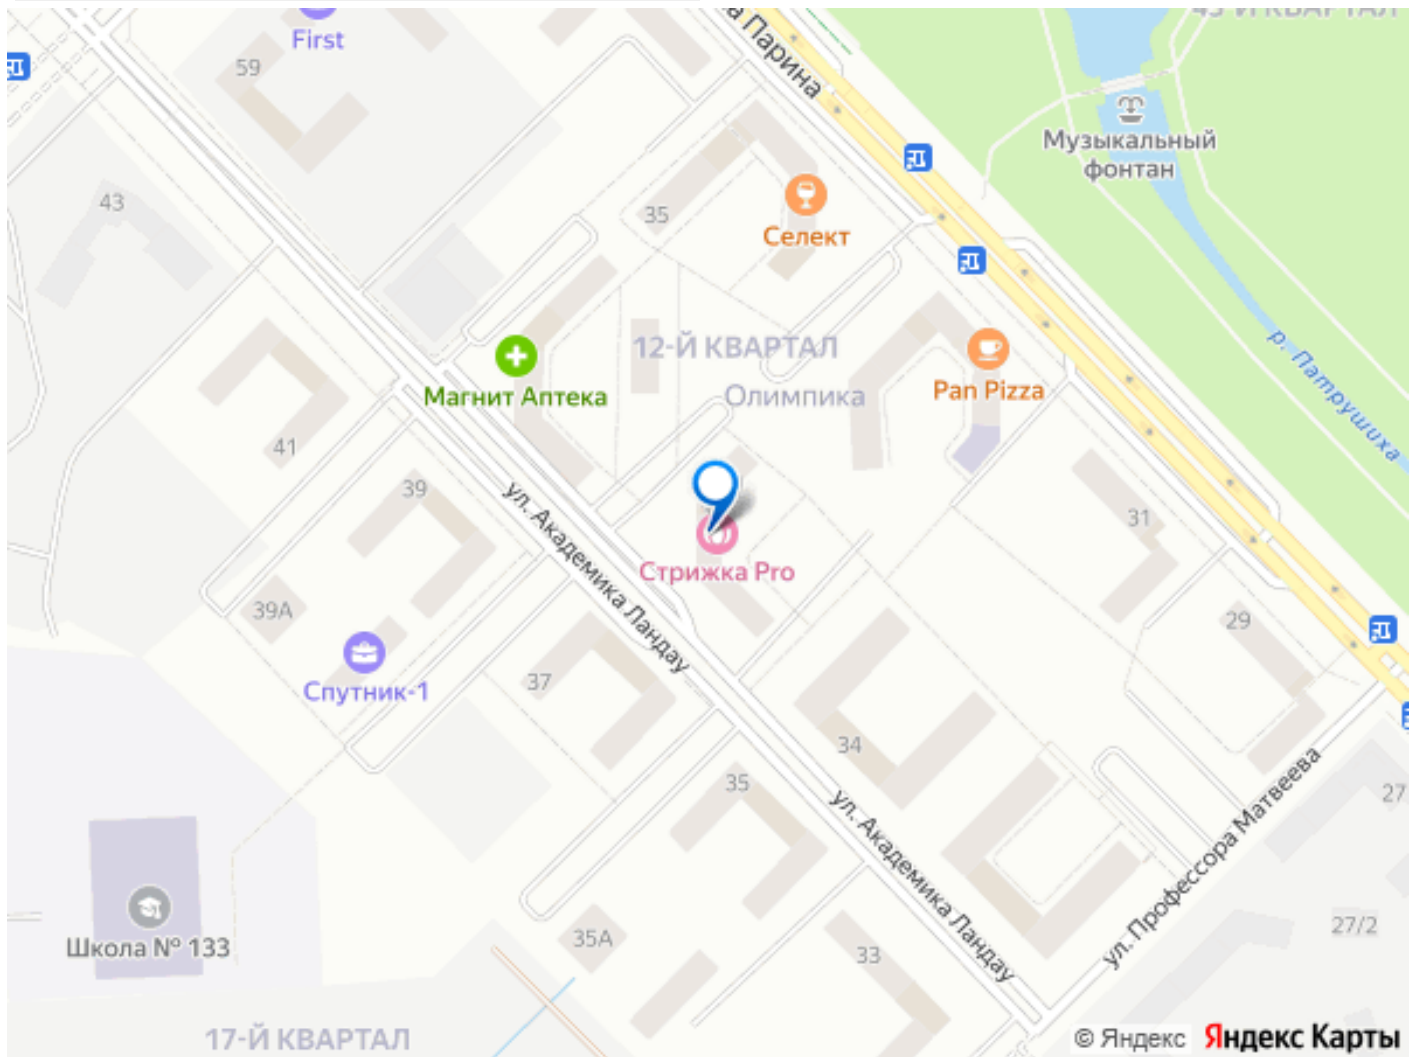 43-Й КВАРТАЛ
а Парина
First
59
Музыкальный
фонтан
43
35
Селект
12-Й КВАРТАЛ
Олимпика
Pan Pizza
р. Патрушиха
Магнит Аптека
41
39
ул. Академика Ландау
31
Стрижка Pro
39А
29
Спутник-1
37
34
35
ул. Академика Ландау
ул. Профессора Матвеева
27
Школа № 133
35А
33
27/2
17-Й КВАРТАЛ
© Яндекс Яндекс Карты